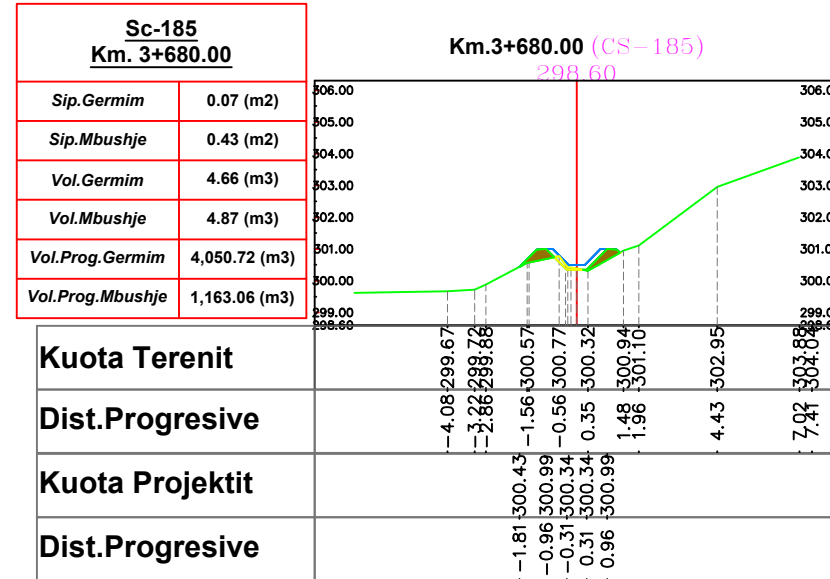 Sc-185
Km. 3+680.00
Sip.Germim 0.07 (m2)
Sip.Mbushje 0.43 (m2)
Vol.Germim 4.66 (m3)
Vol.Mbushje 4.87 (m3)
Vol.Prog.Germim 4,050.72 (m3)
Vol.Prog.Mbushje 1,163.06 (m3)
Km.3+680.00 (CS-185)
298.60
306.00
305.00
304.00
303.00
302.00
301.00
300.00
299.00
298.60
Kuota Terenit
299.67 299.72 299.88 300.57 300.77 300.32 300.94 301.10 302.95 303.88 304.04
Dist.Progresive
-4.08 -3.22 -2.86 -1.56 -0.56 0.35 1.48 1.96 4.43 7.02 7.41
Kuota Projektit
300.43 300.99 300.34 300.34 300.99
Dist.Progresive
-1.81 -0.96 -0.31 0.31 0.96